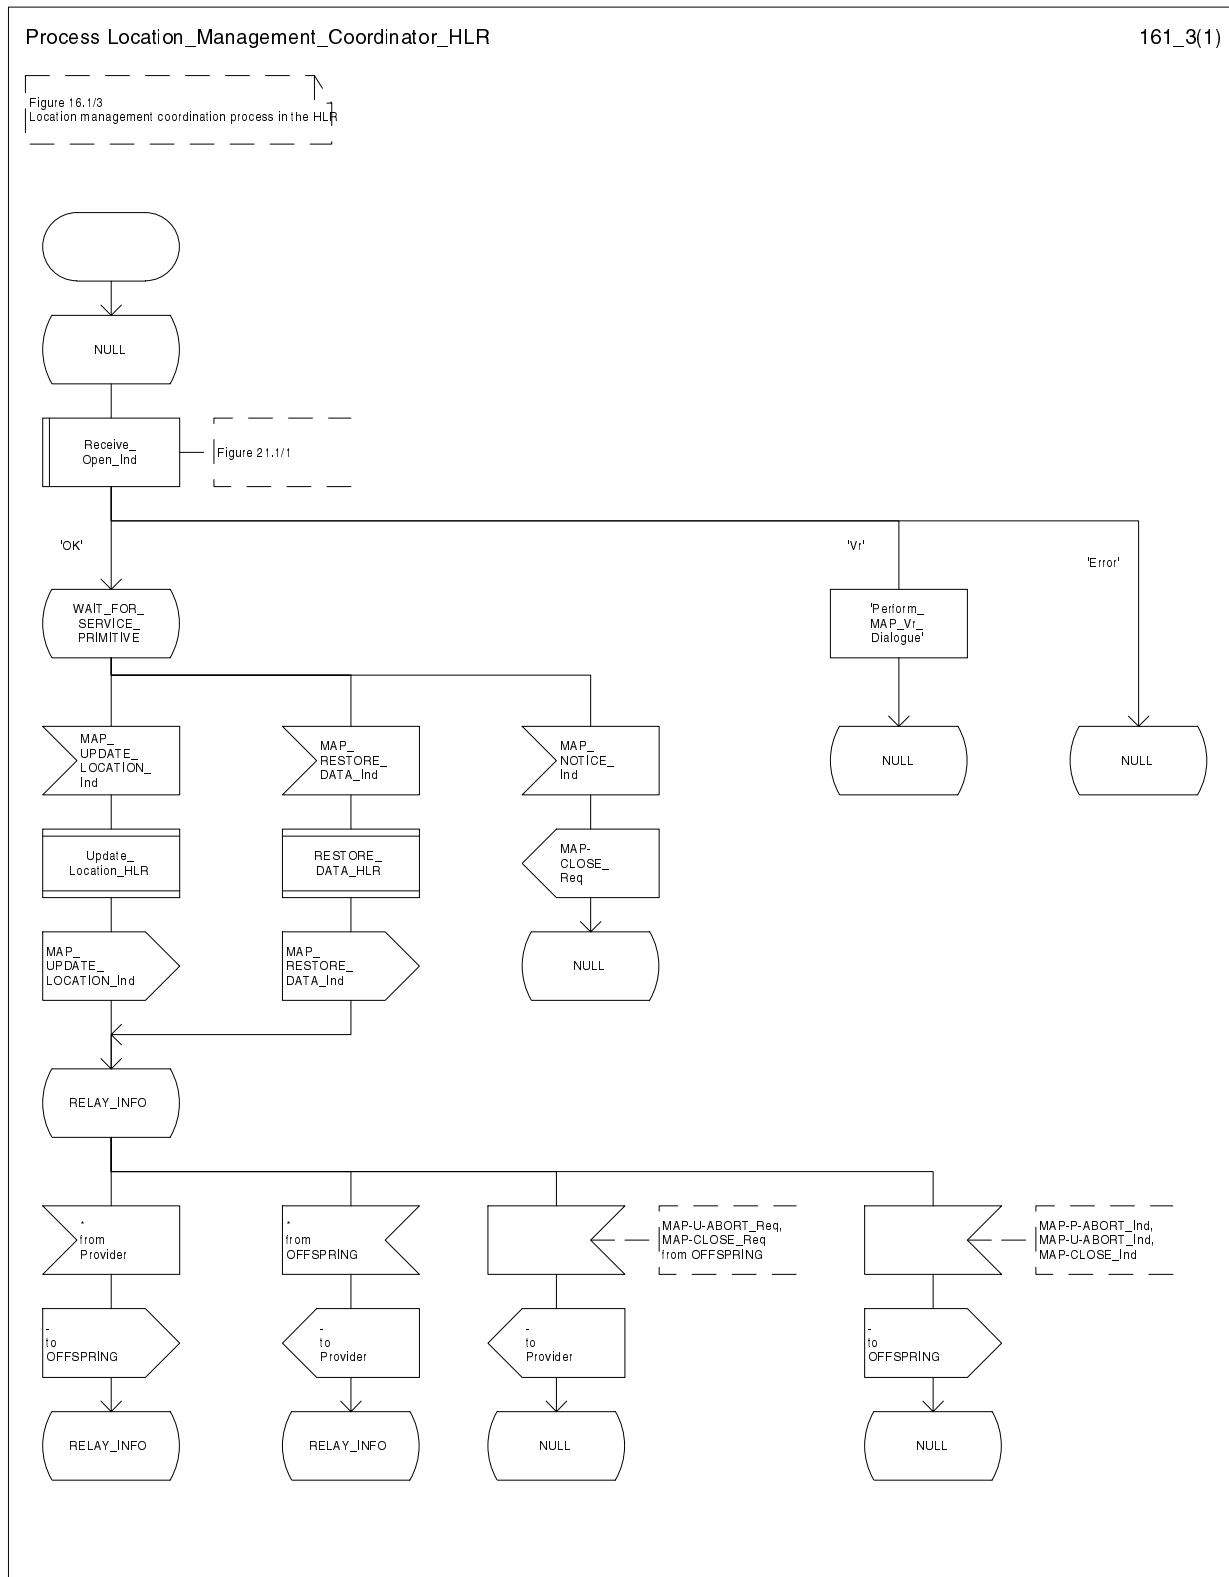 Process Location_Management_Coordinator_HLR
161_3(1)
Figure 16.1/3
Location management coordination process in the HLR
NULL
Receive_
Open_Ind
Figure 21.1/1
'OK'
'Vr'
'Error'
WAIT_FOR_
SERVICE_
PRIMITIVE
'Perform_
MAP_Vr_
Dialogue'
MAP_
UPDATE_
LOCATION_
Ind
MAP_
RESTORE_
DATA_Ind
MAP_
NOTICE_
Ind
NULL
NULL
Update_
Location_HLR
RESTORE_
DATA_HLR
MAP-
CLOSE_
Req
MAP_
UPDATE_
LOCATION_Ind
MAP_
RESTORE_
DATA_Ind
NULL
RELAY_INFO
*
from
Provider
*
from
OFFSPRING
MAP-U-ABORT_Req,
MAP-CLOSE_Req
from OFFSPRING
MAP-P-ABORT_Ind,
MAP-U-ABORT_Ind,
MAP-CLOSE_Ind
-
to
OFFSPRING
-
to
Provider
-
to
Provider
-
to
OFFSPRING
RELAY_INFO
RELAY_INFO
NULL
NULL